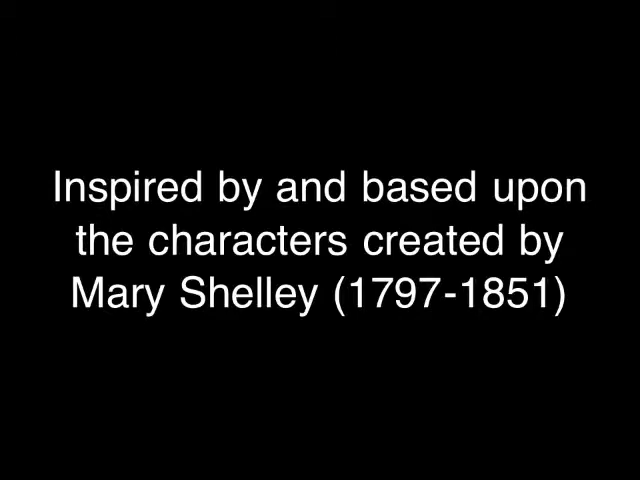 Inspired by and based upon
the characters created by
Mary Shelley (1797-1851)